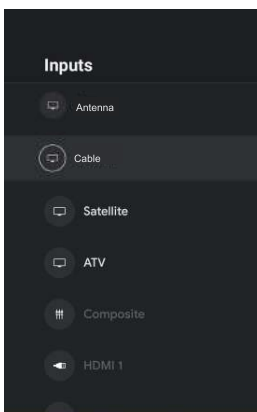 Inputs
Antenna
Cable
Satellite
ATV
Composite
HDMI 1